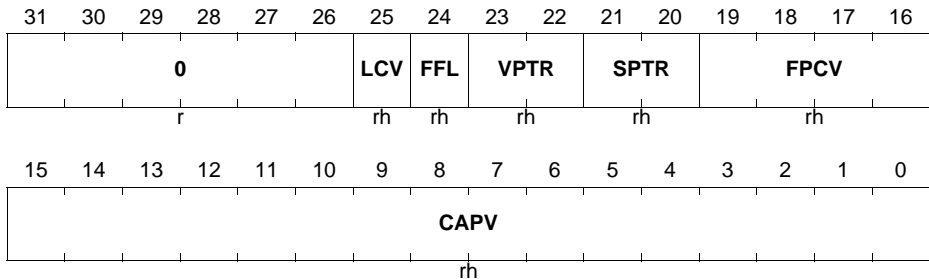 31 30 29 28 27 26 25 24 23 22 21 20 19 18 17 16
0 LCV FFL VPTR SPTR FPCV
r rh rh rh rh rh
15 14 13 12 11 10 9 8 7 6 5 4 3 2 1 0
CAPV
rh